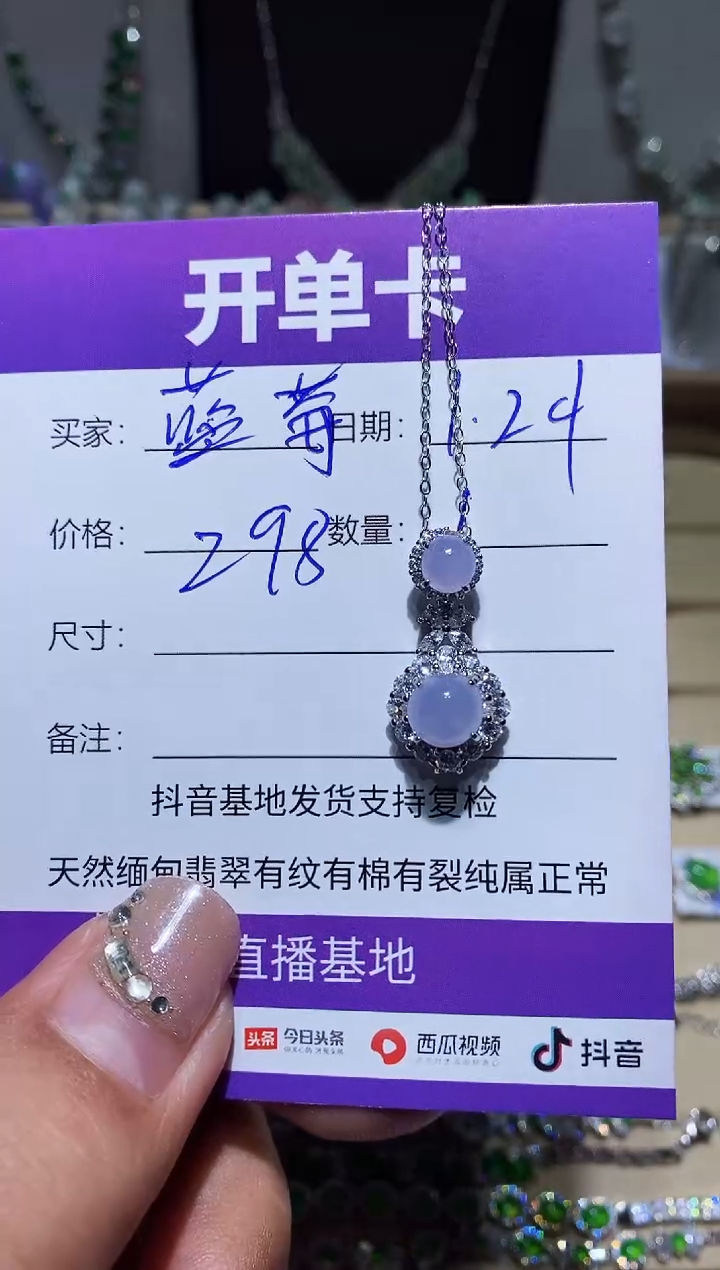 开单卡
买家：蓝莓 日期：1.24
价格：298 数量：
尺寸：
备注：
抖音基地发货支持复检
天然缅甸翡翠有纹有棉有裂纯属正常
直播基地
头条 今日头条 西瓜视频 抖音